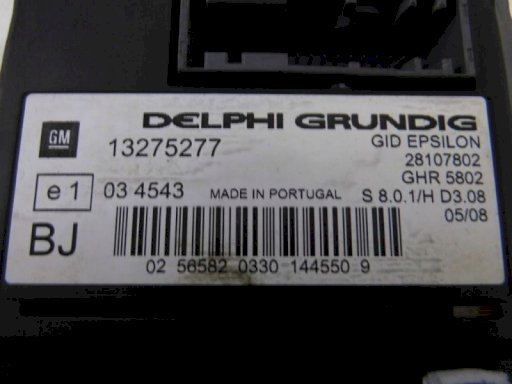 DELPHI GRUNDIG
GM 13275277 GID EPSILON
28107802
GHR 5802
e1 03 4543 MADE IN PORTUGAL S 8.0.1/H D3.08
05/08
BJ
02 56582 0330 144550 9